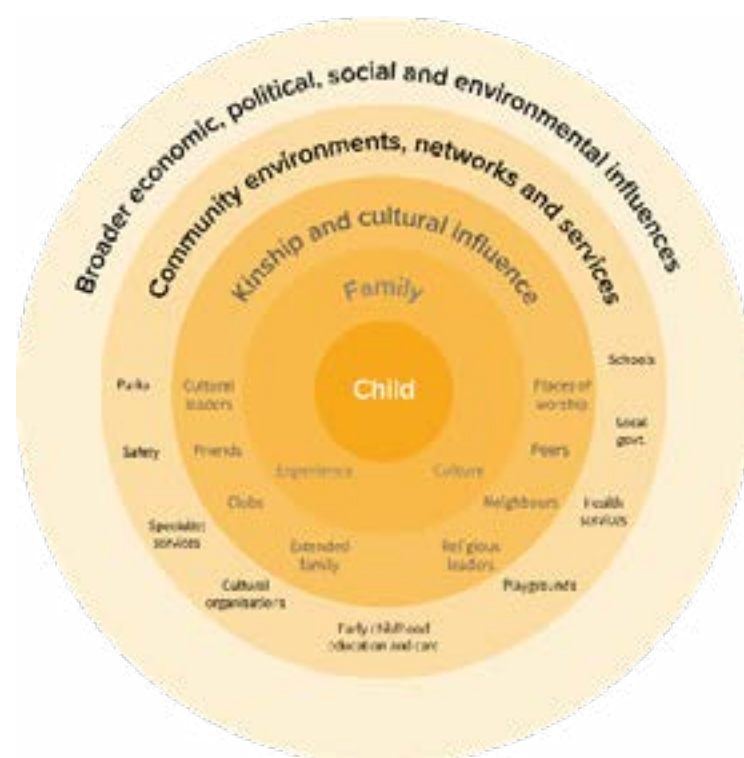 Broader economic, political, social and environmental influences
Community environments, networks and services
Kinship and cultural influence
Family
Child
Schools
Parks
Cultural
leaders
Places of
worship
Local
govt.
Safety
Friends
Peers
Experience
Culture
Clubs
Neighbours
Health
services
Specialist
services
Extended
family
Religious
leaders
Cultural
organisations
Playgrounds
Early childhood
education and care